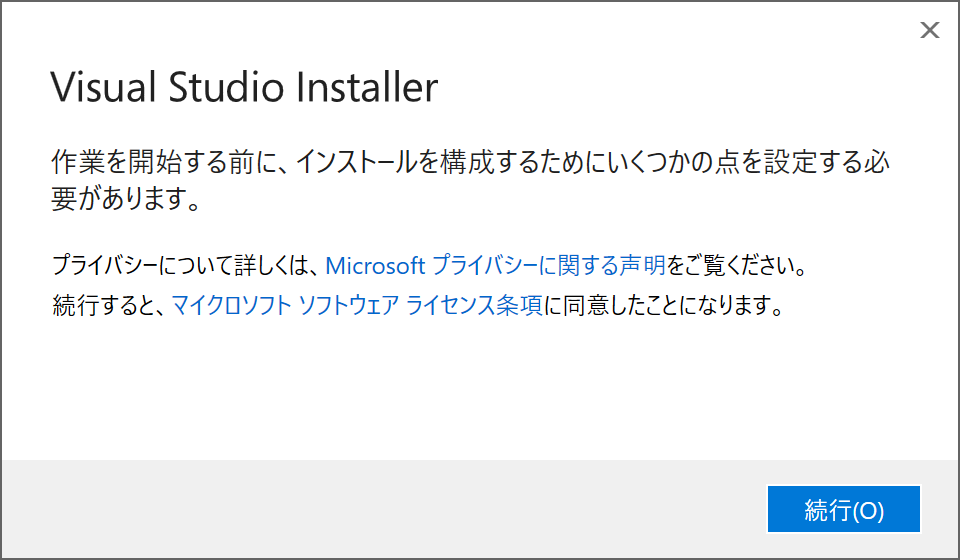 Visual Studio Installer
作業を開始する前に、インストールを構成するためにいくつかの点を設定する必
要があります。
プライバシーについて詳しくは、Microsoft プライバシーに関する声明をご覧ください。
続行すると、マイクロソフト ソフトウェア ライセンス条項に同意したことになります。
続行(O)